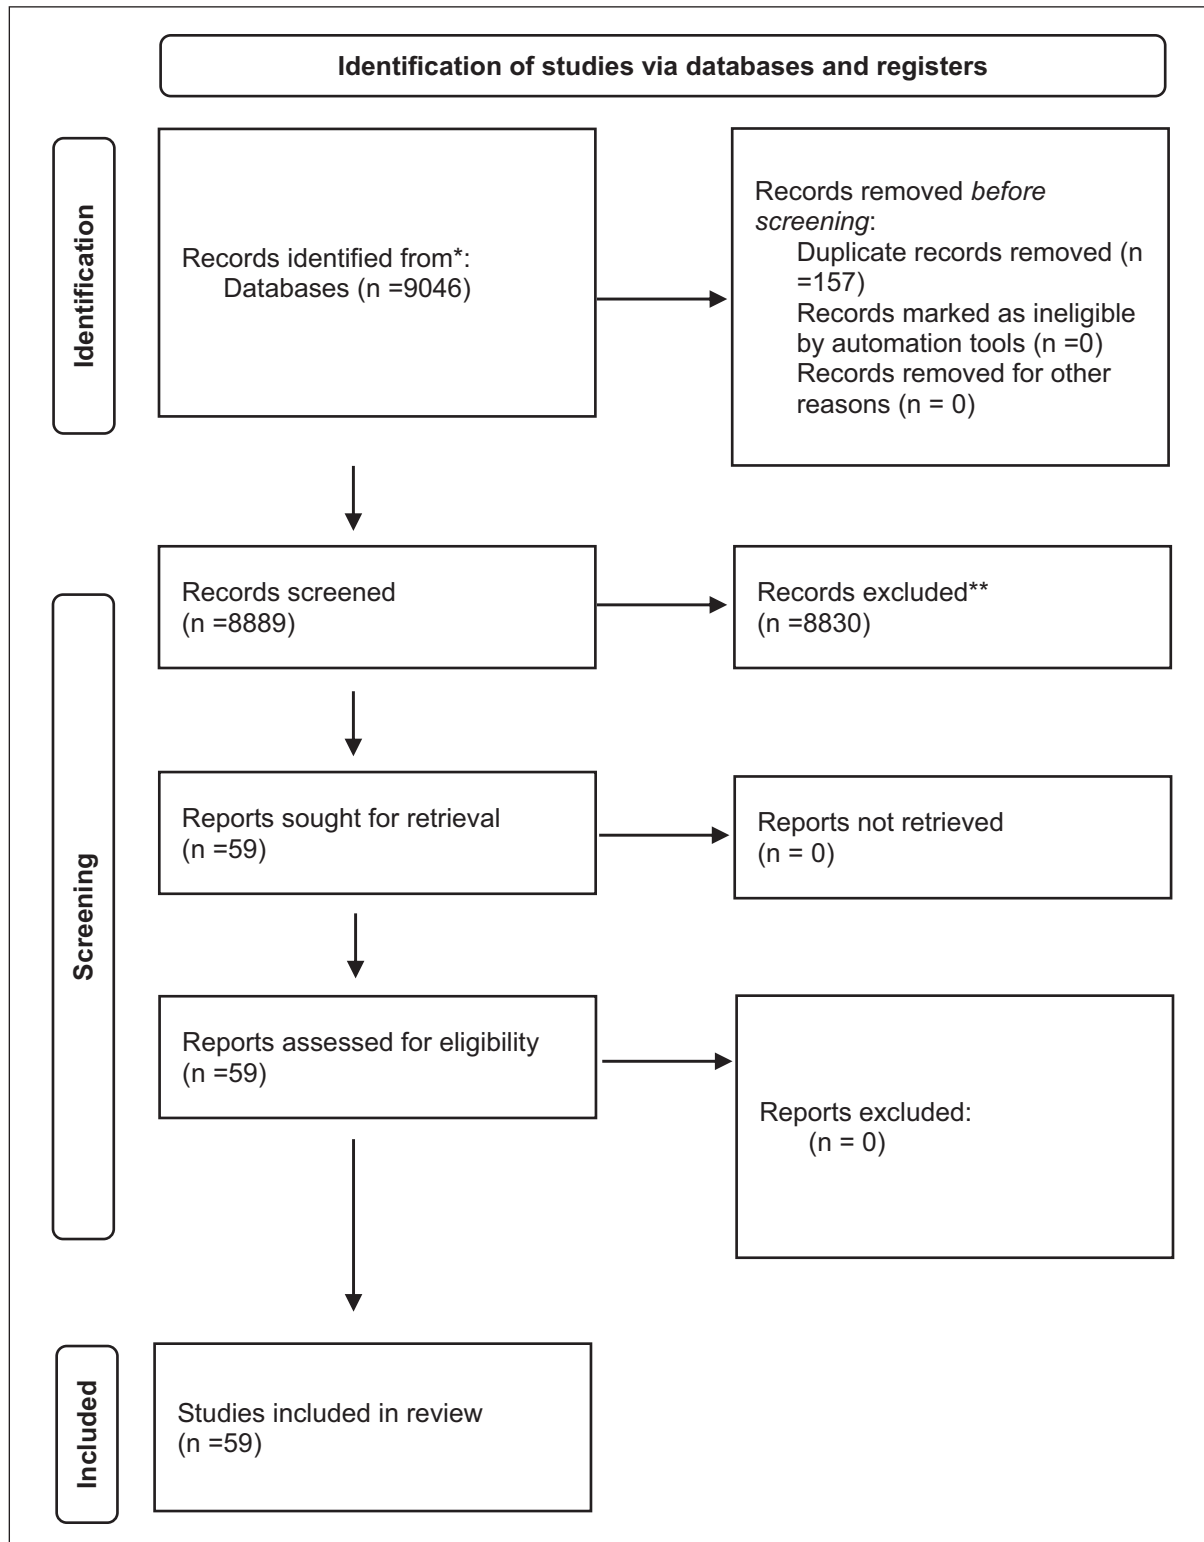 Identification of studies via databases and registers
Identification
Records identified from*:
Databases (n =9046)
Records removed before
screening:
Duplicate records removed (n
=157)
Records marked as ineligible
by automation tools (n =0)
Records removed for other
reasons (n = 0)
Screening
Records screened
(n =8889)
Records excluded**
(n =8830)
Reports sought for retrieval
(n =59)
Reports not retrieved
(n = 0)
Reports assessed for eligibility
(n =59)
Reports excluded:
(n = 0)
Included
Studies included in review
(n =59)